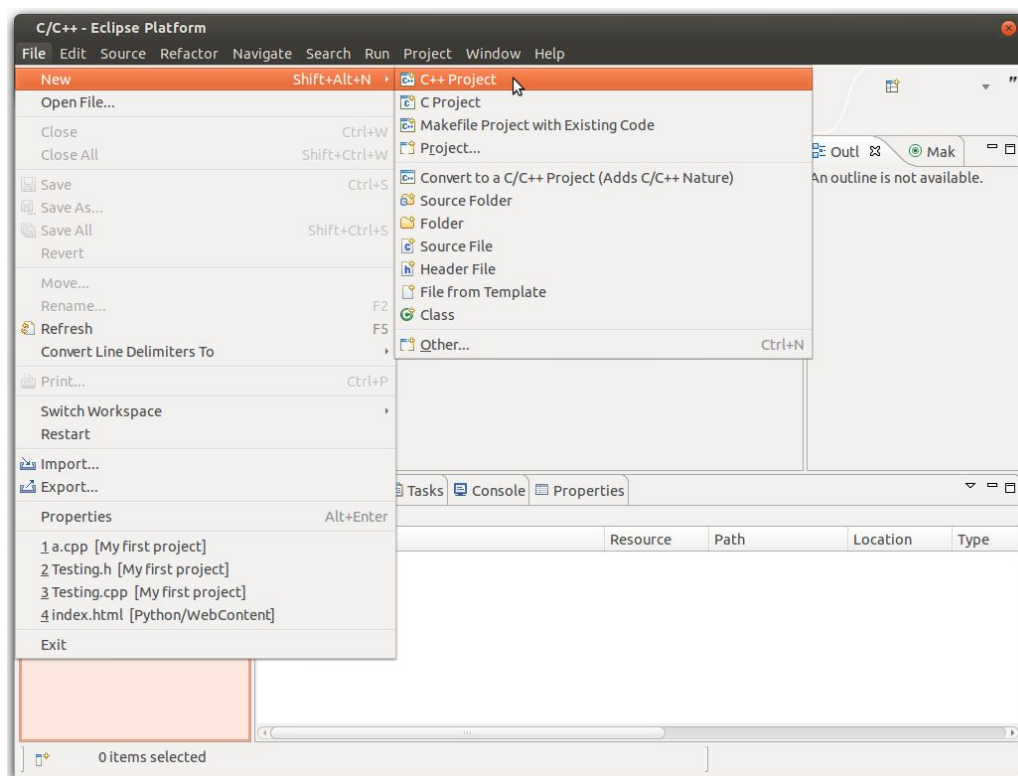 C/C++ - Eclipse Platform
File Edit Source Refactor Navigate Search Run Project Window Help
New Shift+Alt+N
Open File...
Close Ctrl+W
Close All Shift+Ctrl+W
Save Ctrl+S
Save As...
Save All Shift+Ctrl+S
Revert
Move...
Rename... F2
Refresh F5
Convert Line Delimiters To
Print... Ctrl+P
Switch Workspace
Restart
Import...
Export...
Properties Alt+Enter
1 a.cpp [My first project]
2 Testing.h [My first project]
3 Testing.cpp [My first project]
4 index.html [Python/WebContent]
Exit
C++ Project
C Project
Makefile Project with Existing Code
Project...
Convert to a C/C++ Project (Adds C/C++ Nature)
Source Folder
Folder
Source File
Header File
File from Template
Class
Other... Ctrl+N
Outl Mak
An outline is not available.
Tasks Console Properties
Resource Path Location Type
0 items selected